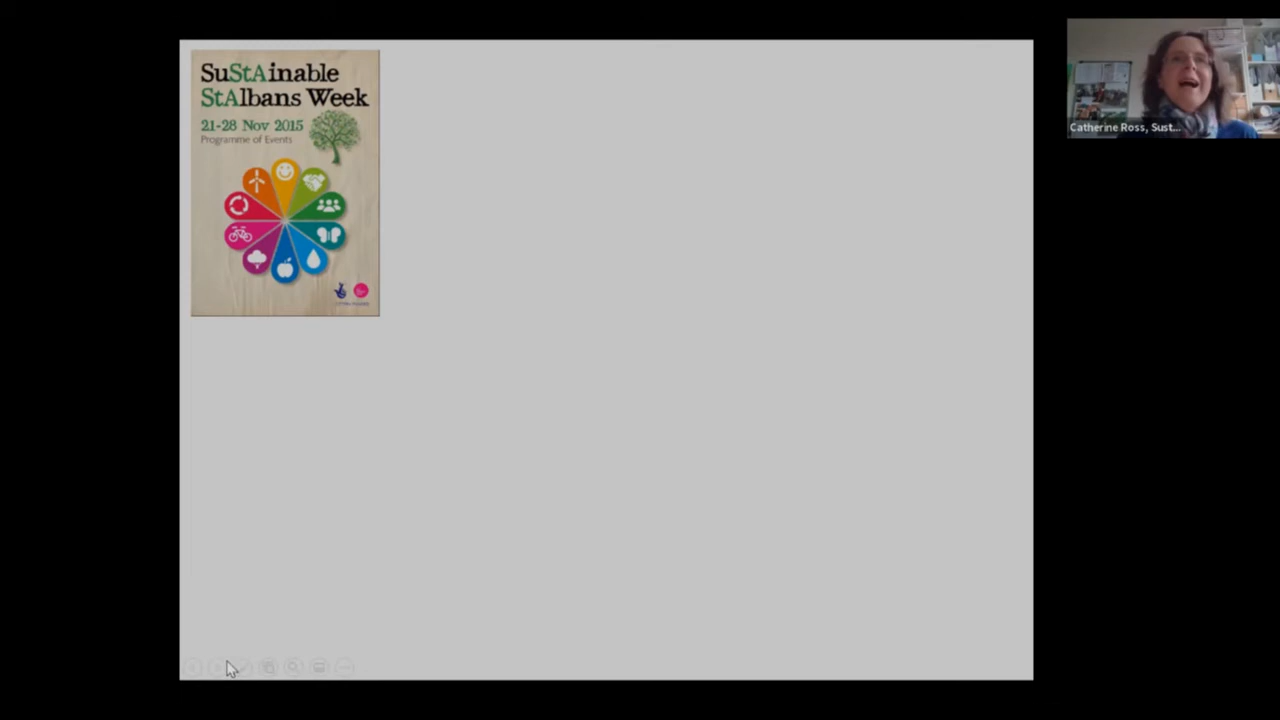 SuStAinable
StAlbans Week
21-28 Nov 2015
Programme of Events
Catherine Ross, Sust...